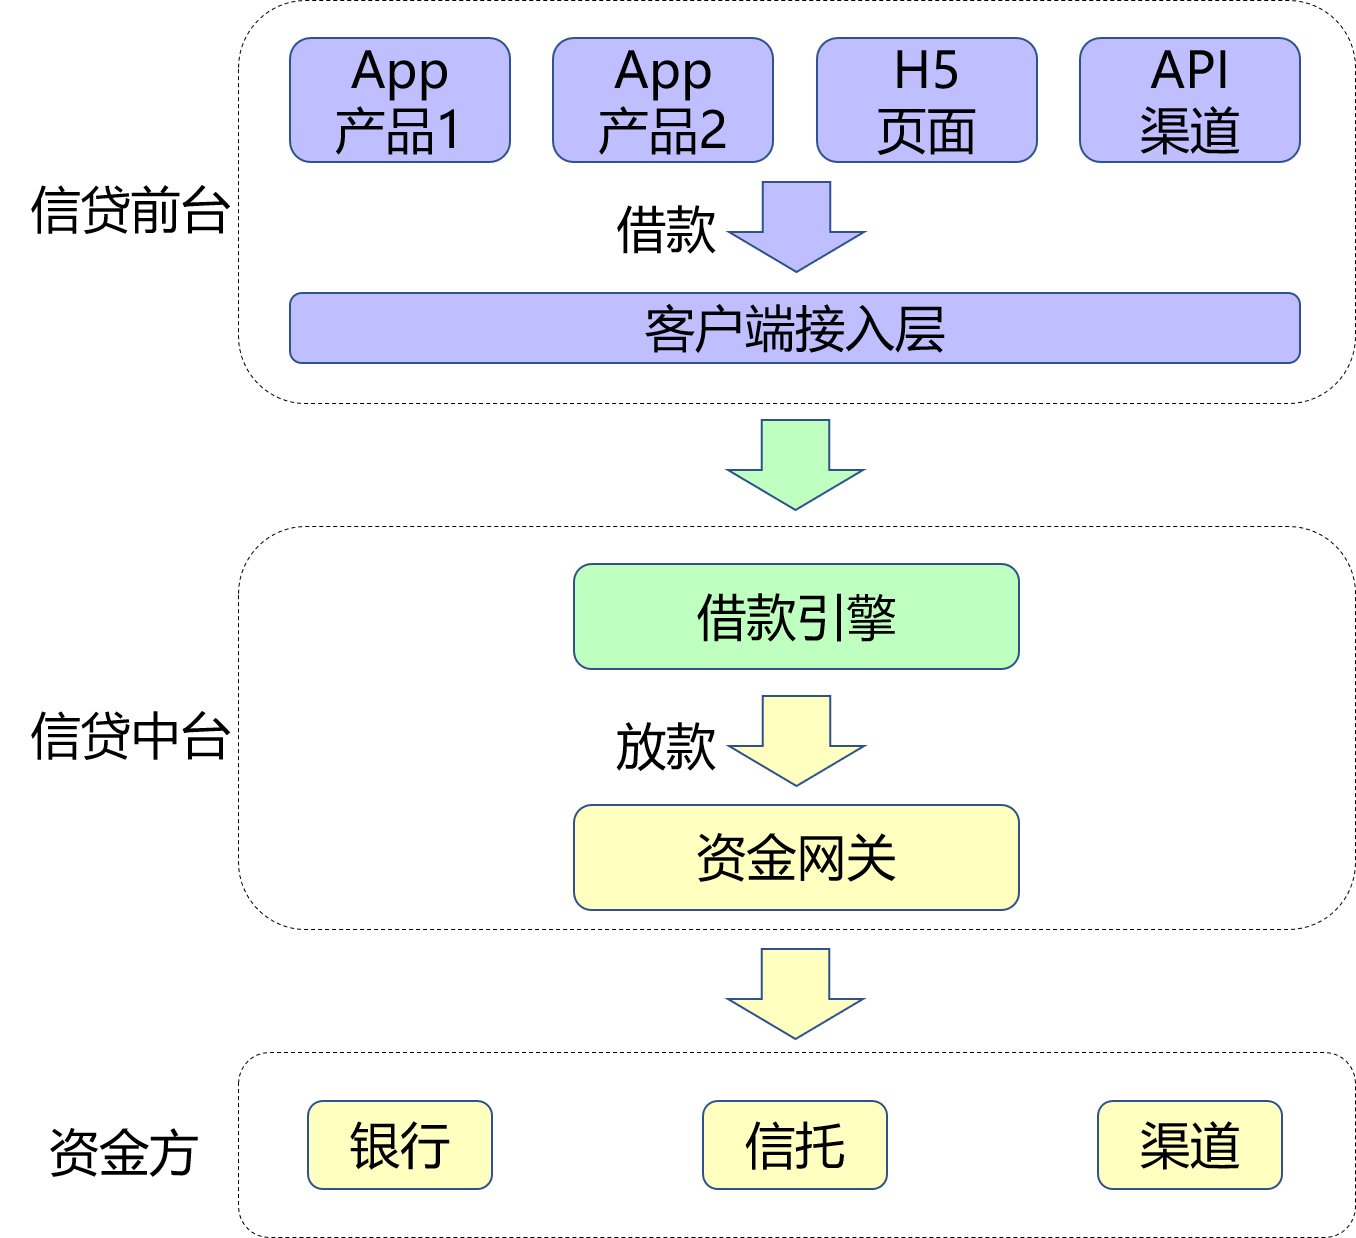 App
产品1
App
产品2
H5
页面
API
渠道
信贷前台
借款
客户端接入层
借款引擎
信贷中台
放款
资金网关
资金方
银行
信托
渠道